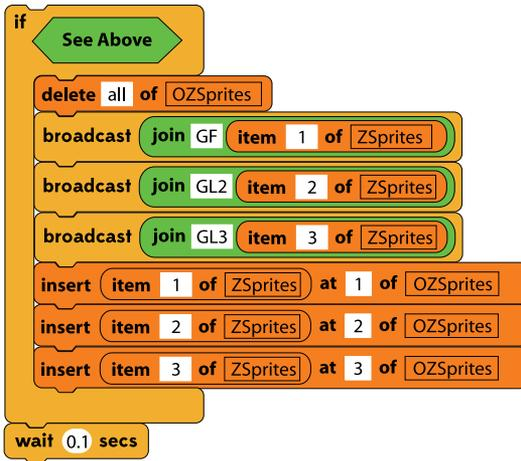 if
See Above
delete all of OZSprites
broadcast join GF item 1 of ZSprites
broadcast join GL2 item 2 of ZSprites
broadcast join GL3 item 3 of ZSprites
insert item 1 of ZSprites at 1 of OZSprites
insert item 2 of ZSprites at 2 of OZSprites
insert item 3 of ZSprites at 3 of OZSprites
wait 0.1 secs